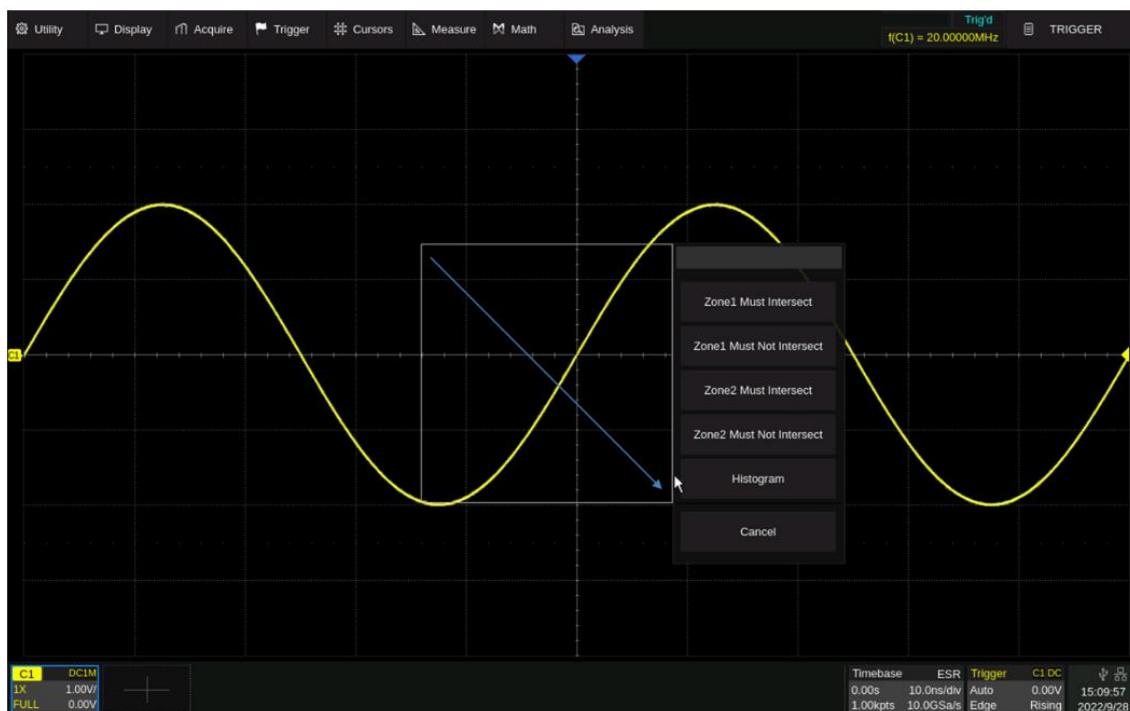 Utility Display Acquire Trigger Cursors Measure Math Analysis
Trig'd
f(C1) = 20.00000MHz
TRIGGER
C1
Zone1 Must Intersect
Zone1 Must Not Intersect
Zone2 Must Intersect
Zone2 Must Not Intersect
Histogram
Cancel
C1 DC1M
1X 1.00V/
FULL 0.00V
Timebase ESR
0.00s 10.0ns/div
1.00kpts 10.0GSa/s
Trigger C1 DC
Auto 0.00V
Edge Rising
15:09:57
2022/9/28